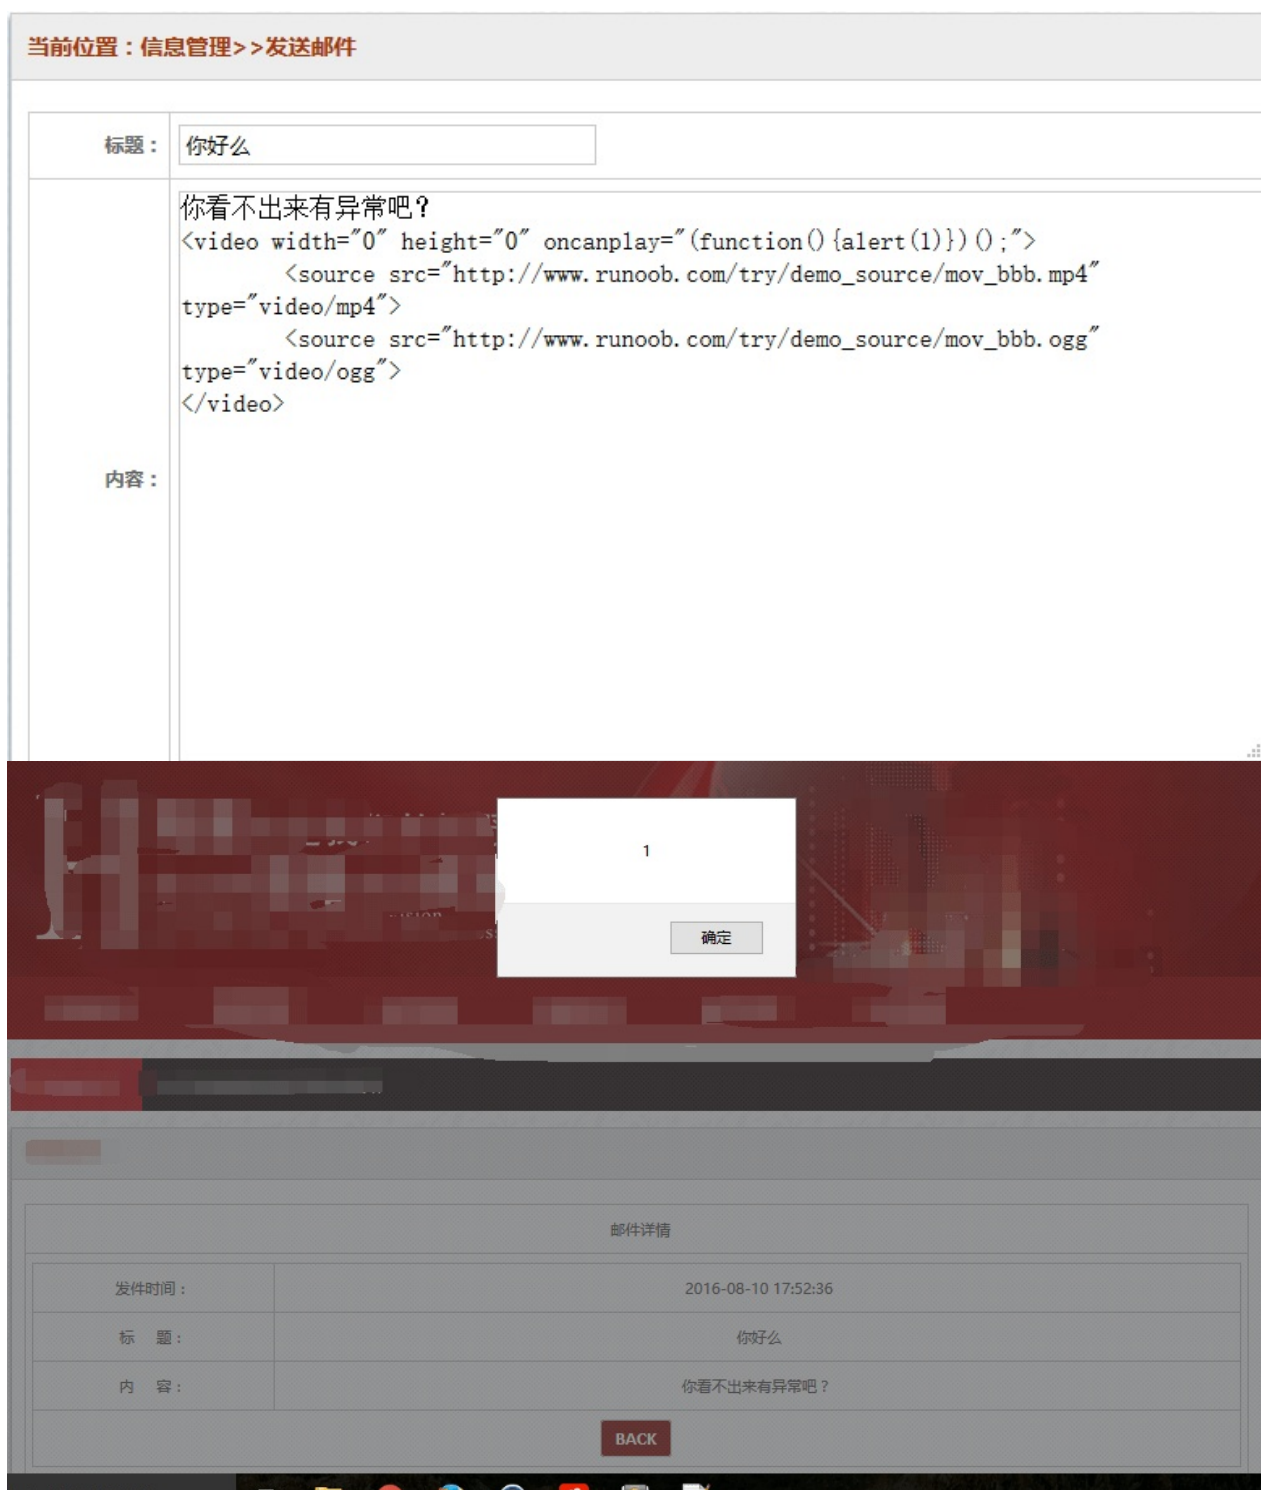 当前位置：信息管理>>发送邮件
标题： 你好么
你看不出来有异常吧？
<video width="0" height="0" oncanplay="(function(){alert(1)})();">
<source src="http://www.runoob.com/try/demo_source/mov_bbb.mp4"
type="video/mp4">
<source src="http://www.runoob.com/try/demo_source/mov_bbb.ogg"
type="video/ogg">
</video>
内容：
1
确定
邮件详情
发件时间： 2016-08-10 17:52:36
标 题： 你好么
内 容： 你看不出来有异常吧？
BACK